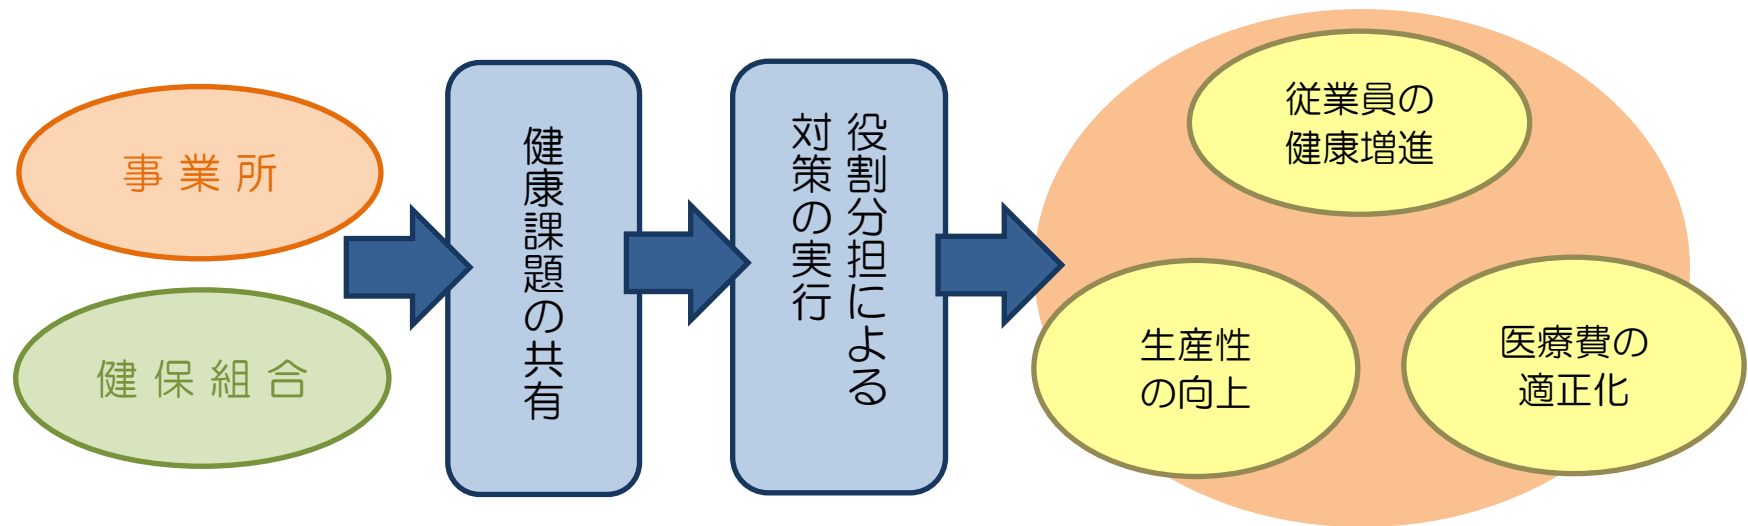 事業所
健保組合
健康課題の共有
役割分担による
対策の実行
従業員の
健康増進
生産性
の向上
医療費の
適正化